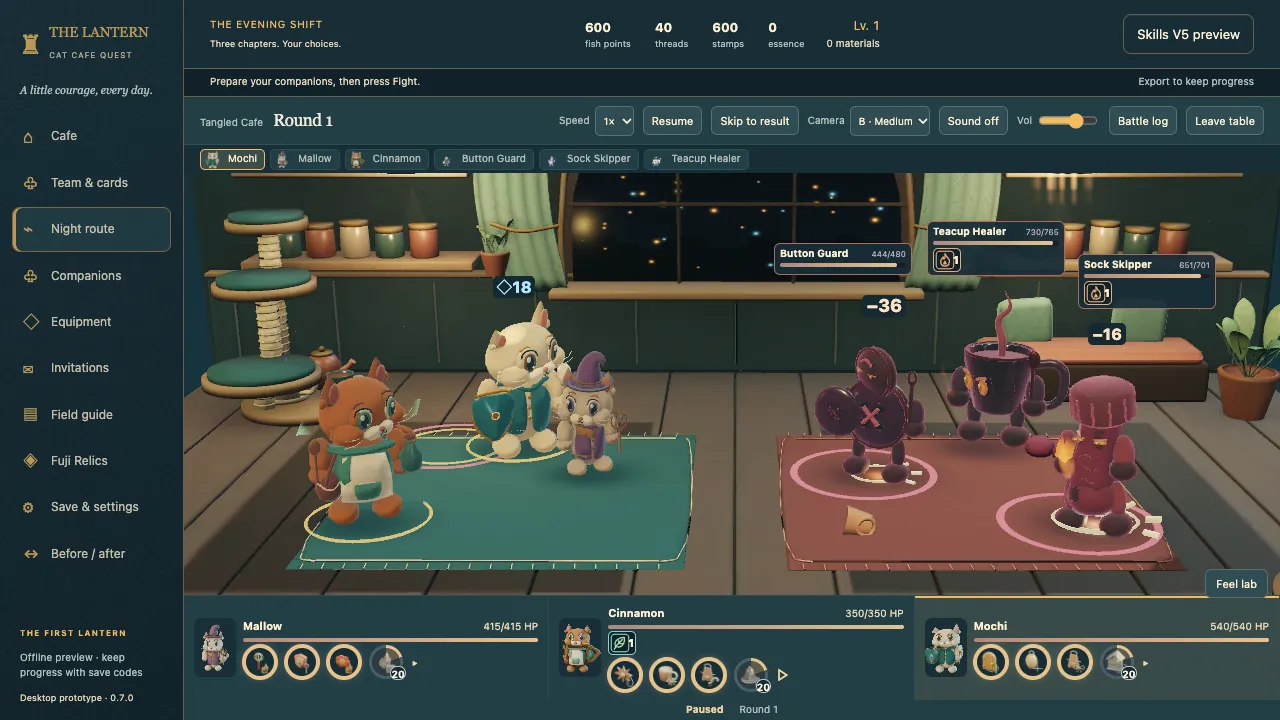 THE LANTERN
CAT CAFE QUEST
A little courage, every day.
Cafe
Team & cards
Night route
Companions
Equipment
Invitations
Field guide
Fuji Relics
Save & settings
Before / after
THE FIRST LANTERN
Offline preview · keep
progress with save codes
Desktop prototype · 0.7.0
THE EVENING SHIFT
Three chapters. Your choices.
600 fish points
40 threads
600 stamps
0 essence
Lv. 1
0 materials
Skills V5 preview
Prepare your companions, then press Fight.
Export to keep progress
Tangled Cafe Round 1
Speed 1x Resume Skip to result Camera B · Medium Sound off Vol Battle log Leave table
Mochi Mallow Cinnamon Button Guard Sock Skipper Teacup Healer
Teacup Healer 730/765
1
Button Guard 444/480
Sock Skipper 651/701
1
18
−36
−16
Feel lab
Mallow 415/415 HP
20
Cinnamon 350/350 HP
1
20
Mochi 540/540 HP
20
Paused Round 1